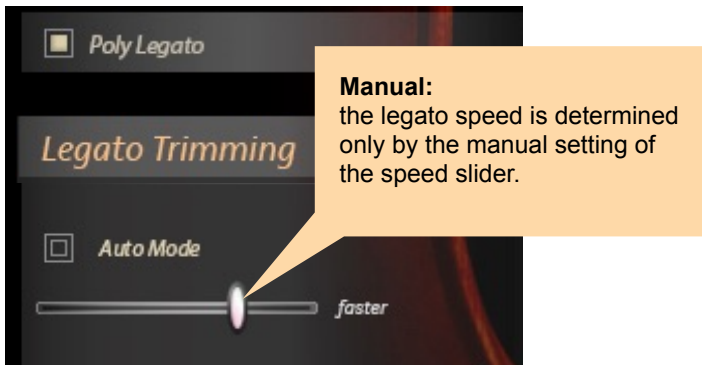 Poly Legato
Manual:
the legato speed is determined
only by the manual setting of
the speed slider.
Legato Trimming
Auto Mode
faster